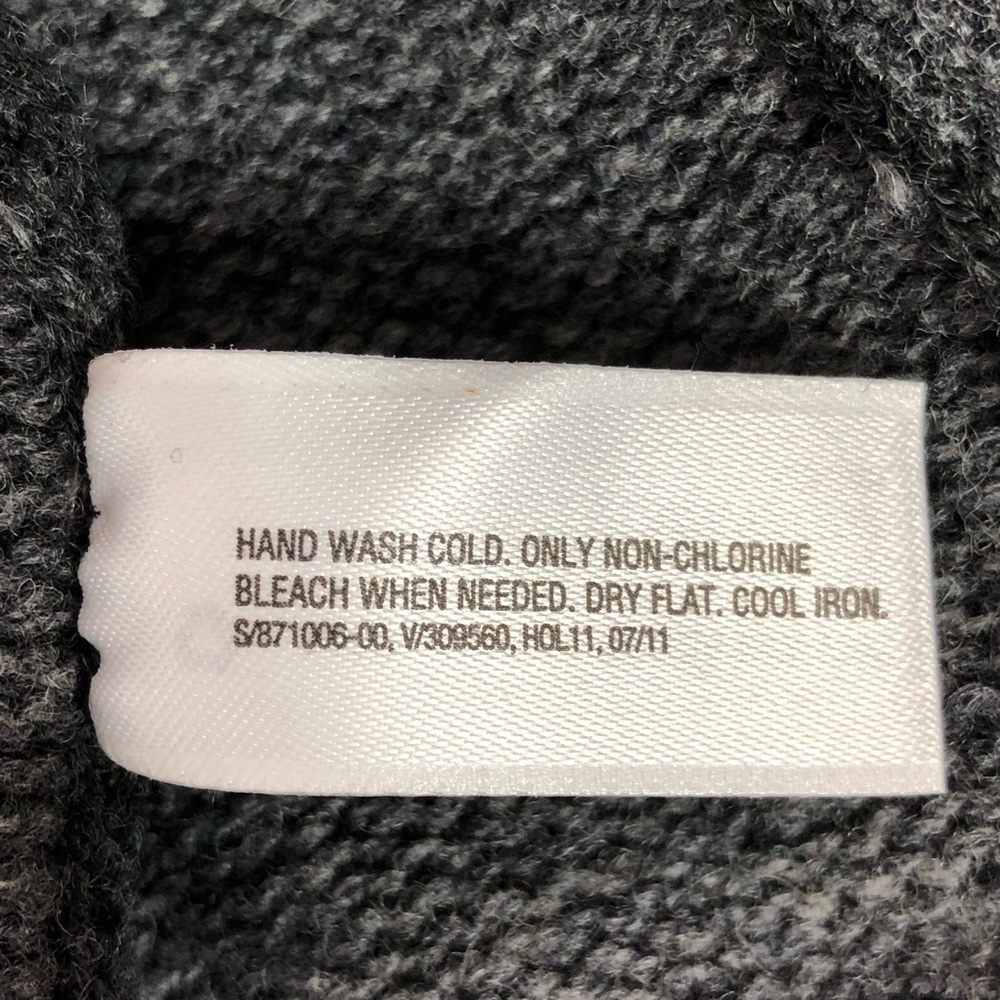 HAND WASH COLD. ONLY NON-CHLORINE
BLEACH WHEN NEEDED. DRY FLAT. COOL IRON.
S/871006-00, V/309560, HOL11, 07/11